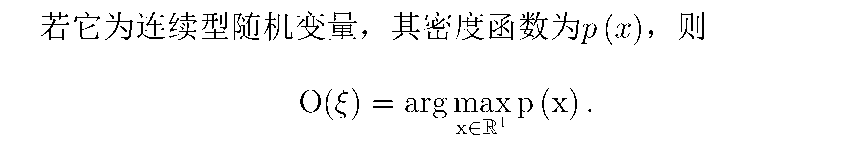 若它为连续型随机变量，其密度函数为p(x)，则
O(ξ) = arg max p(x).
x∈ℝ¹